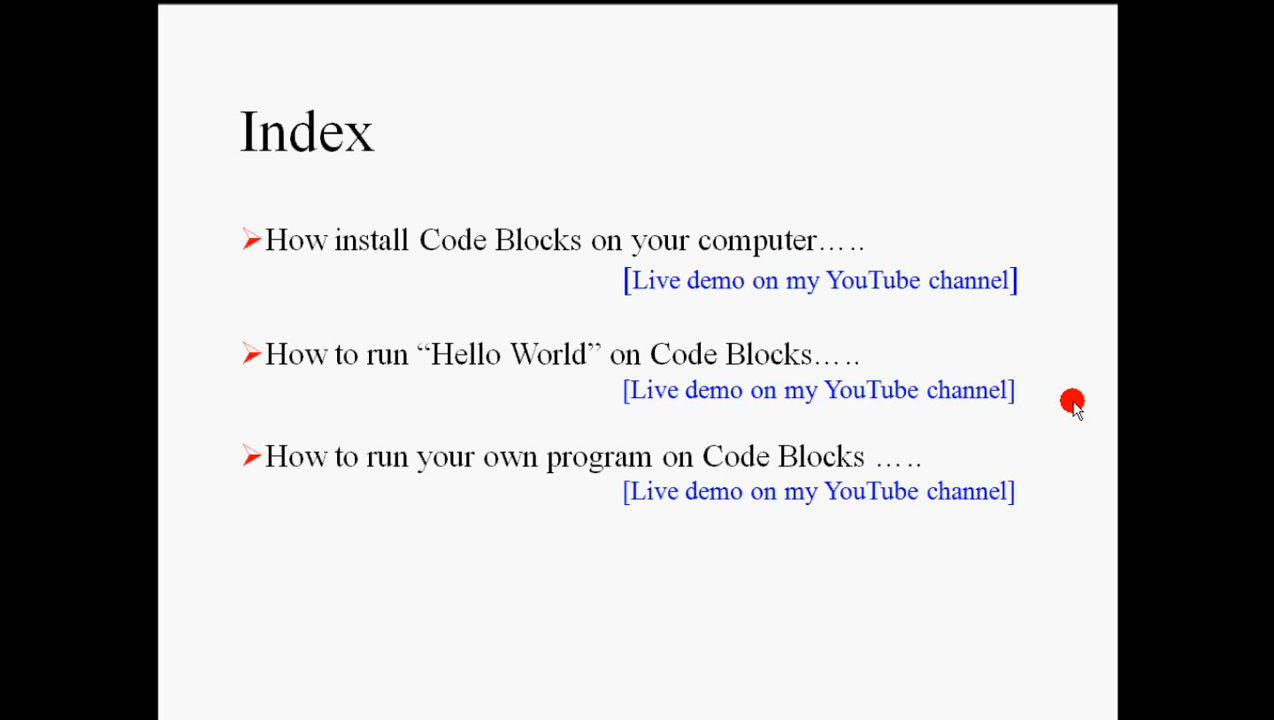 Index
How install Code Blocks on your computer…..
[Live demo on my YouTube channel]
How to run “Hello World” on Code Blocks…..
[Live demo on my YouTube channel]
How to run your own program on Code Blocks …..
[Live demo on my YouTube channel]